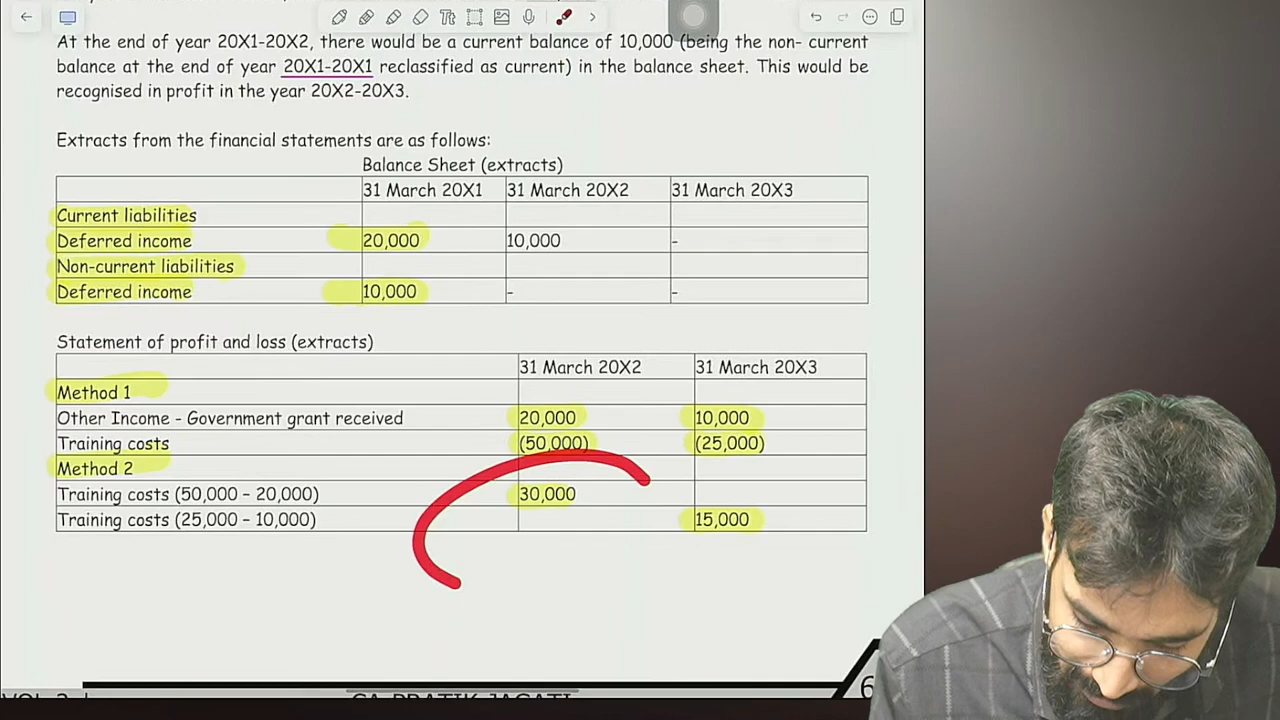 At the end of year 20X1-20X2, there would be a current balance of 10,000 (being the non- current
balance at the end of year 20X1-20X1 reclassified as current) in the balance sheet. This would be
recognised in profit in the year 20X2-20X3.
Extracts from the financial statements are as follows:
Balance Sheet (extracts)
31 March 20X1 31 March 20X2 31 March 20X3
Current liabilities
Deferred income 20,000 10,000 -
Non-current liabilities
Deferred income 10,000 - -
Statement of profit and loss (extracts)
31 March 20X2 31 March 20X3
Method 1
Other Income - Government grant received 20,000 10,000
Training costs (50,000) (25,000)
Method 2
Training costs (50,000 – 20,000) 30,000
Training costs (25,000 – 10,000) 15,000
CA PRATIK JAGATI 6